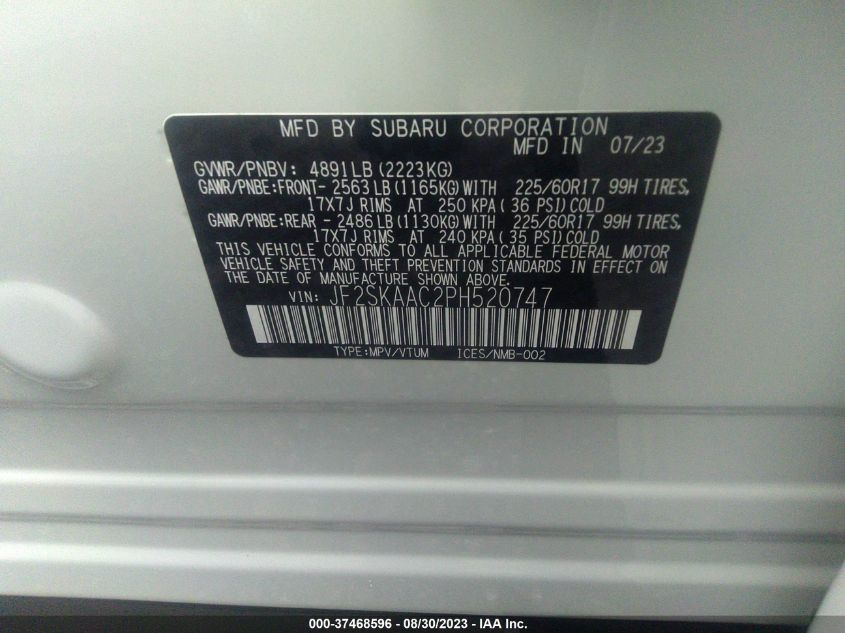 MFD BY SUBARU CORPORATION
MFD IN 07/23
GVWR/PNBV: 4891LB (2223KG)
GAWR/PNBE:FRONT- 2563 LB (1165KG) WITH 225/60R17 99H TIRES,
17X7J RIMS AT 250 KPA ( 36 PSI) COLD
GAWR/PNBE:REAR - 2486 LB (1130KG) WITH 225/60R17 99H TIRES,
17X7J RIMS AT 240 KPA ( 35 PSI) COLD
THIS VEHICLE CONFORMS TO ALL APPLICABLE FEDERAL MOTOR
VEHICLE SAFETY AND THEFT PREVENTION STANDARDS IN EFFECT ON
THE DATE OF MANUFACTURE SHOWN ABOVE.
VIN: JF2SKAAC2PH520747
TYPE:MPV/VTUM ICES/NMB-002
000-37468596 - 08/30/2023 - IAA Inc.